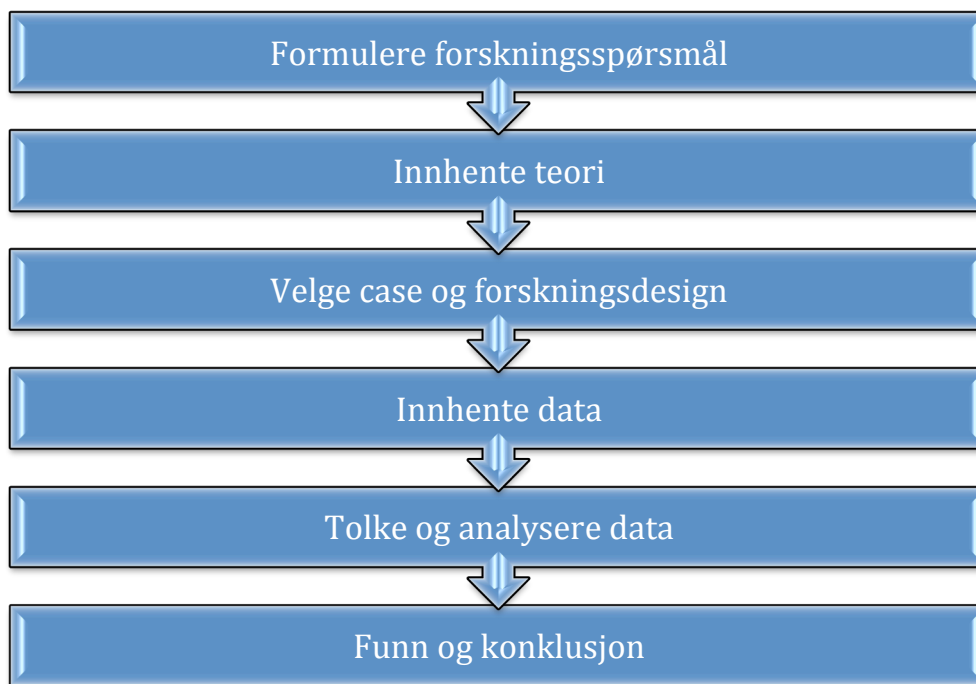 Formulere forskningsspørsmål
Innhente teori
Velge case og forskningsdesign
Innhente data
Tolke og analysere data
Funn og konklusjon